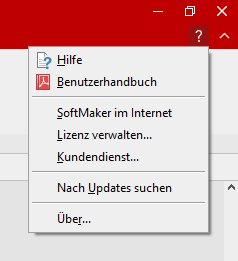 ?
Hilfe
Benutzerhandbuch
SoftMaker im Internet
Lizenz verwalten...
Kundendienst...
Nach Updates suchen
Über...